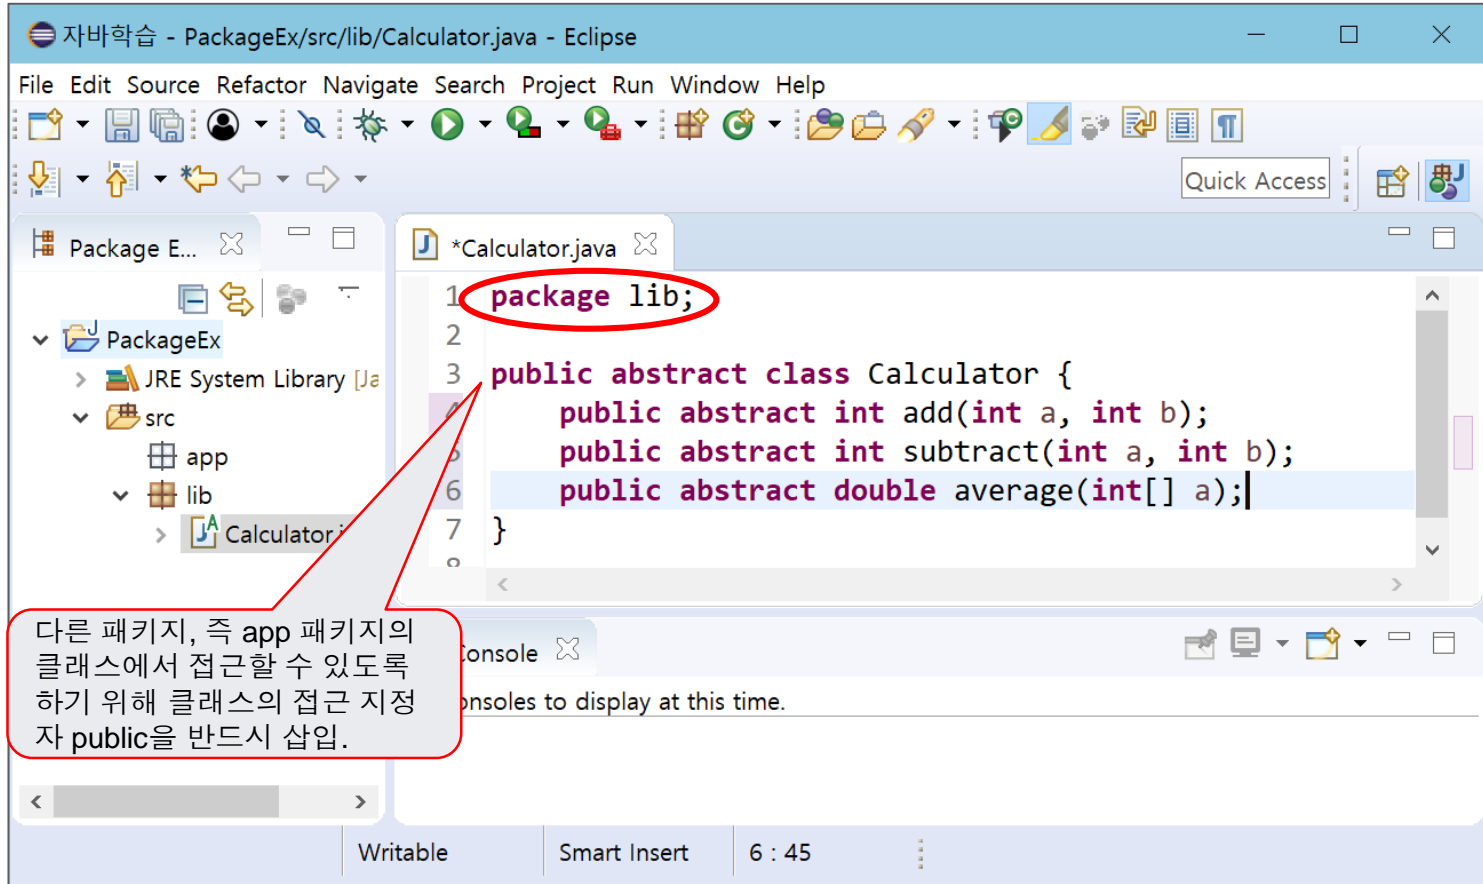 자바학습 - PackageEx/src/lib/Calculator.java - Eclipse
File Edit Source Refactor Navigate Search Project Run Window Help
Quick Access
Package E...
PackageEx
JRE System Library [Ja
src
app
lib
Calculator.
*Calculator.java
1 package lib;
2
3 public abstract class Calculator {
4 public abstract int add(int a, int b);
5 public abstract int subtract(int a, int b);
6 public abstract double average(int[] a);
7 }
8
다른 패키지, 즉 app 패키지의
클래스에서 접근할 수 있도록
하기 위해 클래스의 접근 지정
자 public을 반드시 삽입.
Console
onsoles to display at this time.
Writable Smart Insert 6 : 45